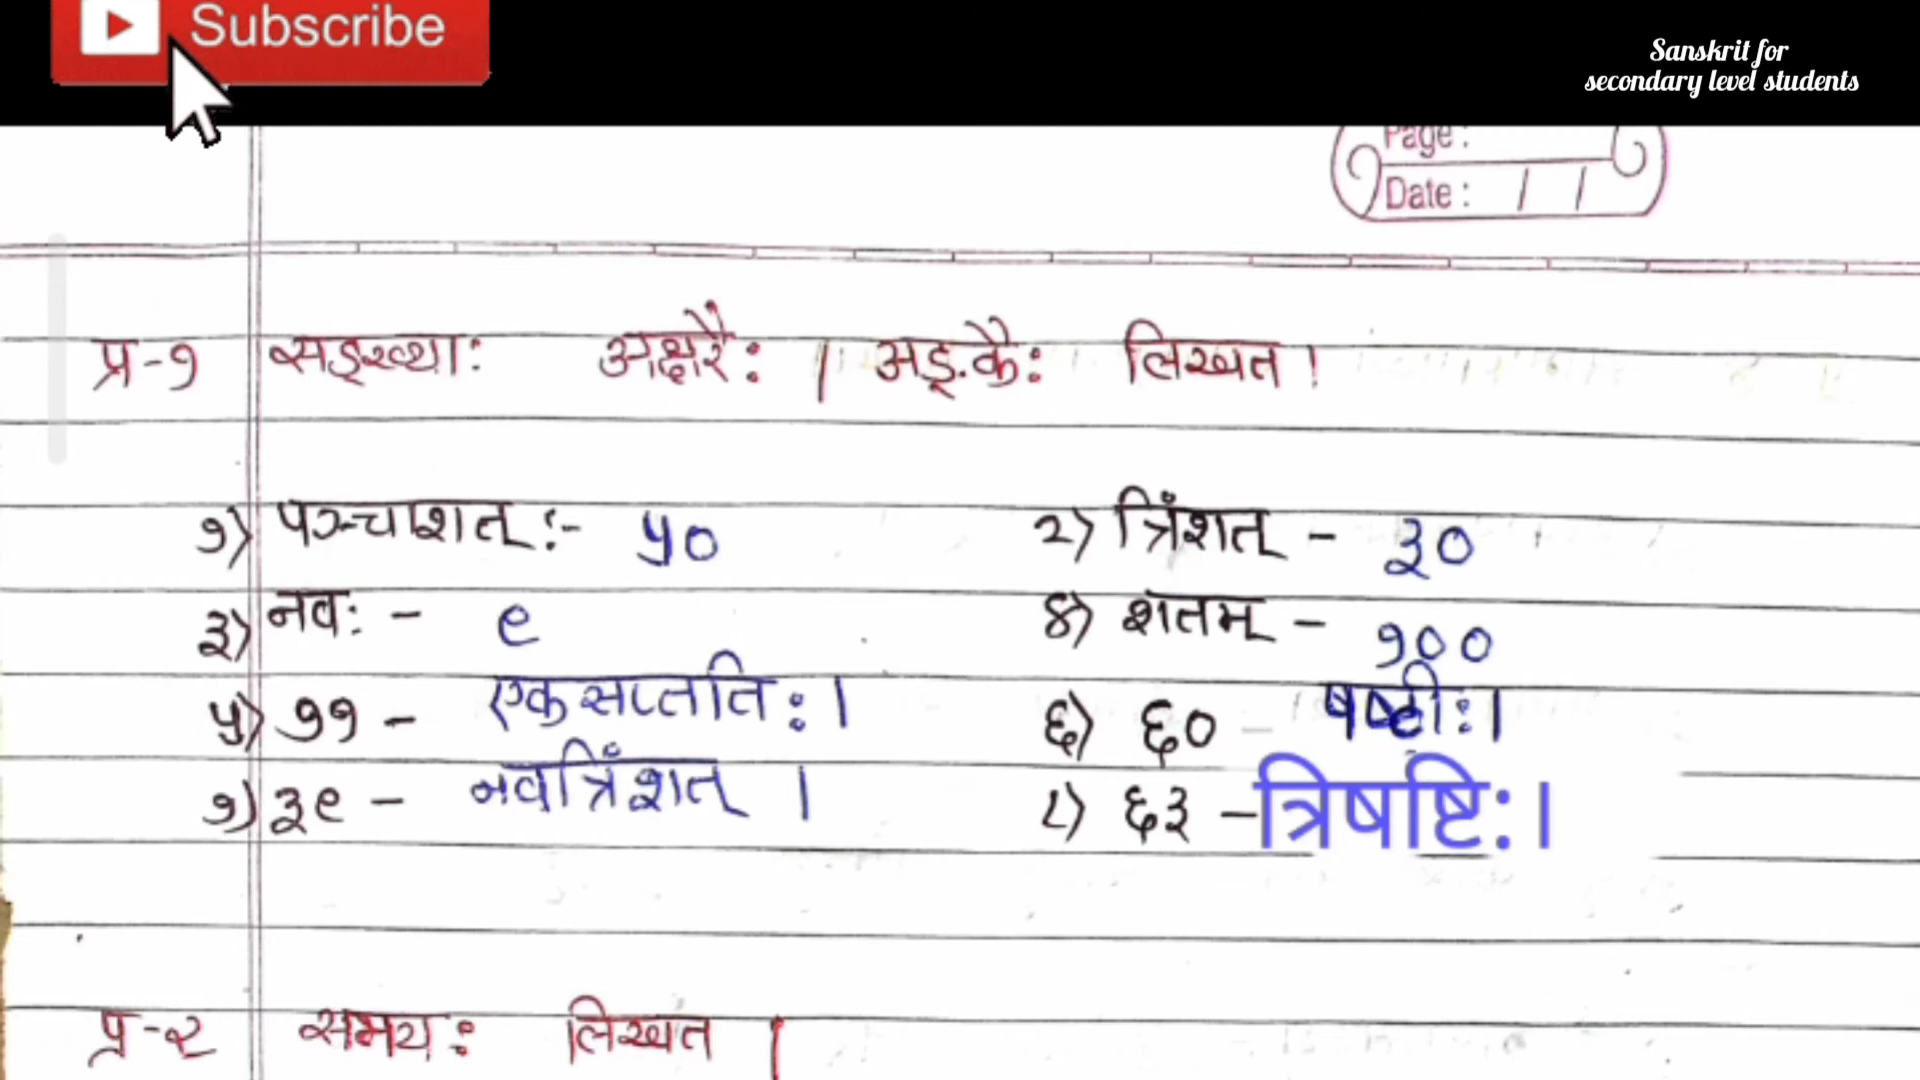 Subscribe
Sanskrit for
secondary level students
Page :
Date : / /
प्र-१ सङ्ख्याः अक्षरैः / अङ्कैः लिखत।
१) पञ्चाशत् :- ५० २) त्रिंशत् - ३०
३) नवः - ९ ४) शतम् - १००
५) ७१ - एकसप्ततिः। ६) ६० - षष्टीः।
७) ३९ - नवत्रिंशत् । ८) ६३ - त्रिषष्टिः।
प्र-२ समयः लिखत ।